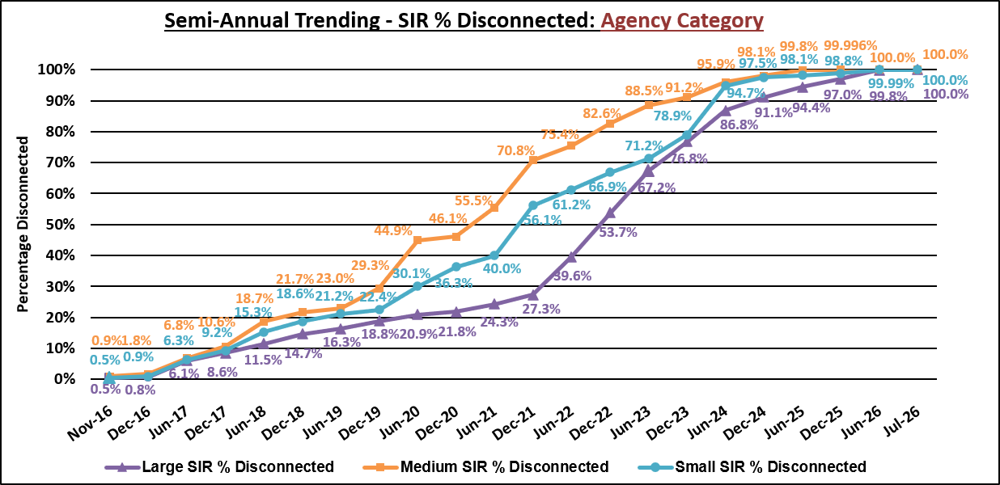 Semi-Annual Trending - SIR % Disconnected: Agency Category
Percentage Disconnected
100%
90%
80%
70%
60%
50%
40%
30%
20%
10%
0%
0.9% 1.8% 6.8% 10.6% 18.7% 21.7% 23.0% 29.3% 44.9% 46.1% 55.5% 70.8% 75.4% 82.6% 88.5% 91.2% 95.9% 98.1% 99.8% 99.996% 100.0% 100.0%
0.5% 0.9% 6.3% 9.2% 15.3% 18.6% 21.2% 22.4% 30.1% 36.3% 40.0% 56.1% 61.2% 66.9% 71.2% 78.9% 94.7% 97.5% 98.1% 98.8% 99.99% 100.0%
0.5% 0.8% 6.1% 8.6% 11.5% 14.7% 16.3% 18.8% 20.9% 21.8% 24.3% 27.3% 39.6% 53.7% 67.2% 76.8% 86.8% 91.1% 94.4% 97.0% 99.8% 100.0%
Nov-16 Dec-16 Jun-17 Dec-17 Jun-18 Dec-18 Jun-19 Dec-19 Jun-20 Dec-20 Jun-21 Dec-21 Jun-22 Dec-22 Jun-23 Dec-23 Jun-24 Dec-24 Jun-25 Dec-25 Jun-26 Jul-26
Large SIR % Disconnected Medium SIR % Disconnected Small SIR % Disconnected